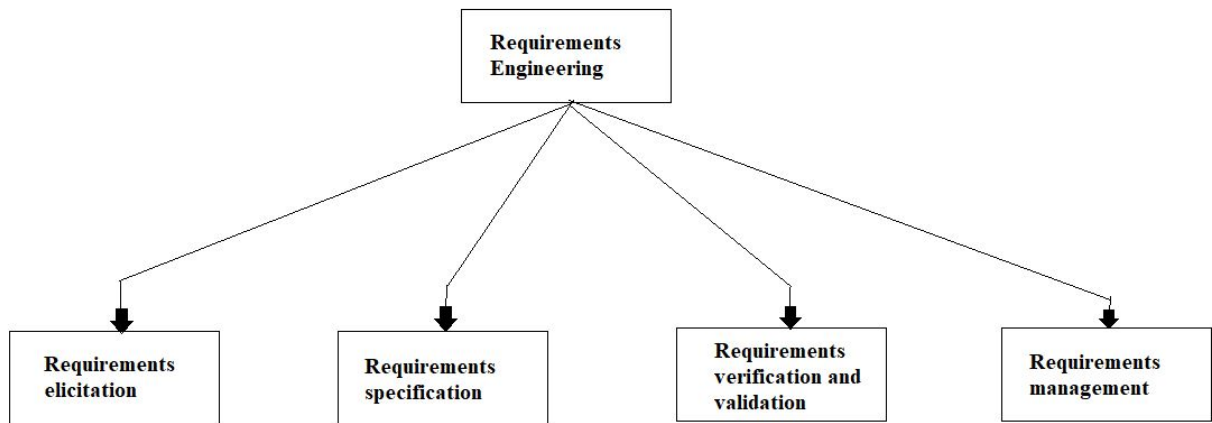 Requirements
Engineering
Requirements
elicitation
Requirements
specification
Requirements
verification and
validation
Requirements
management